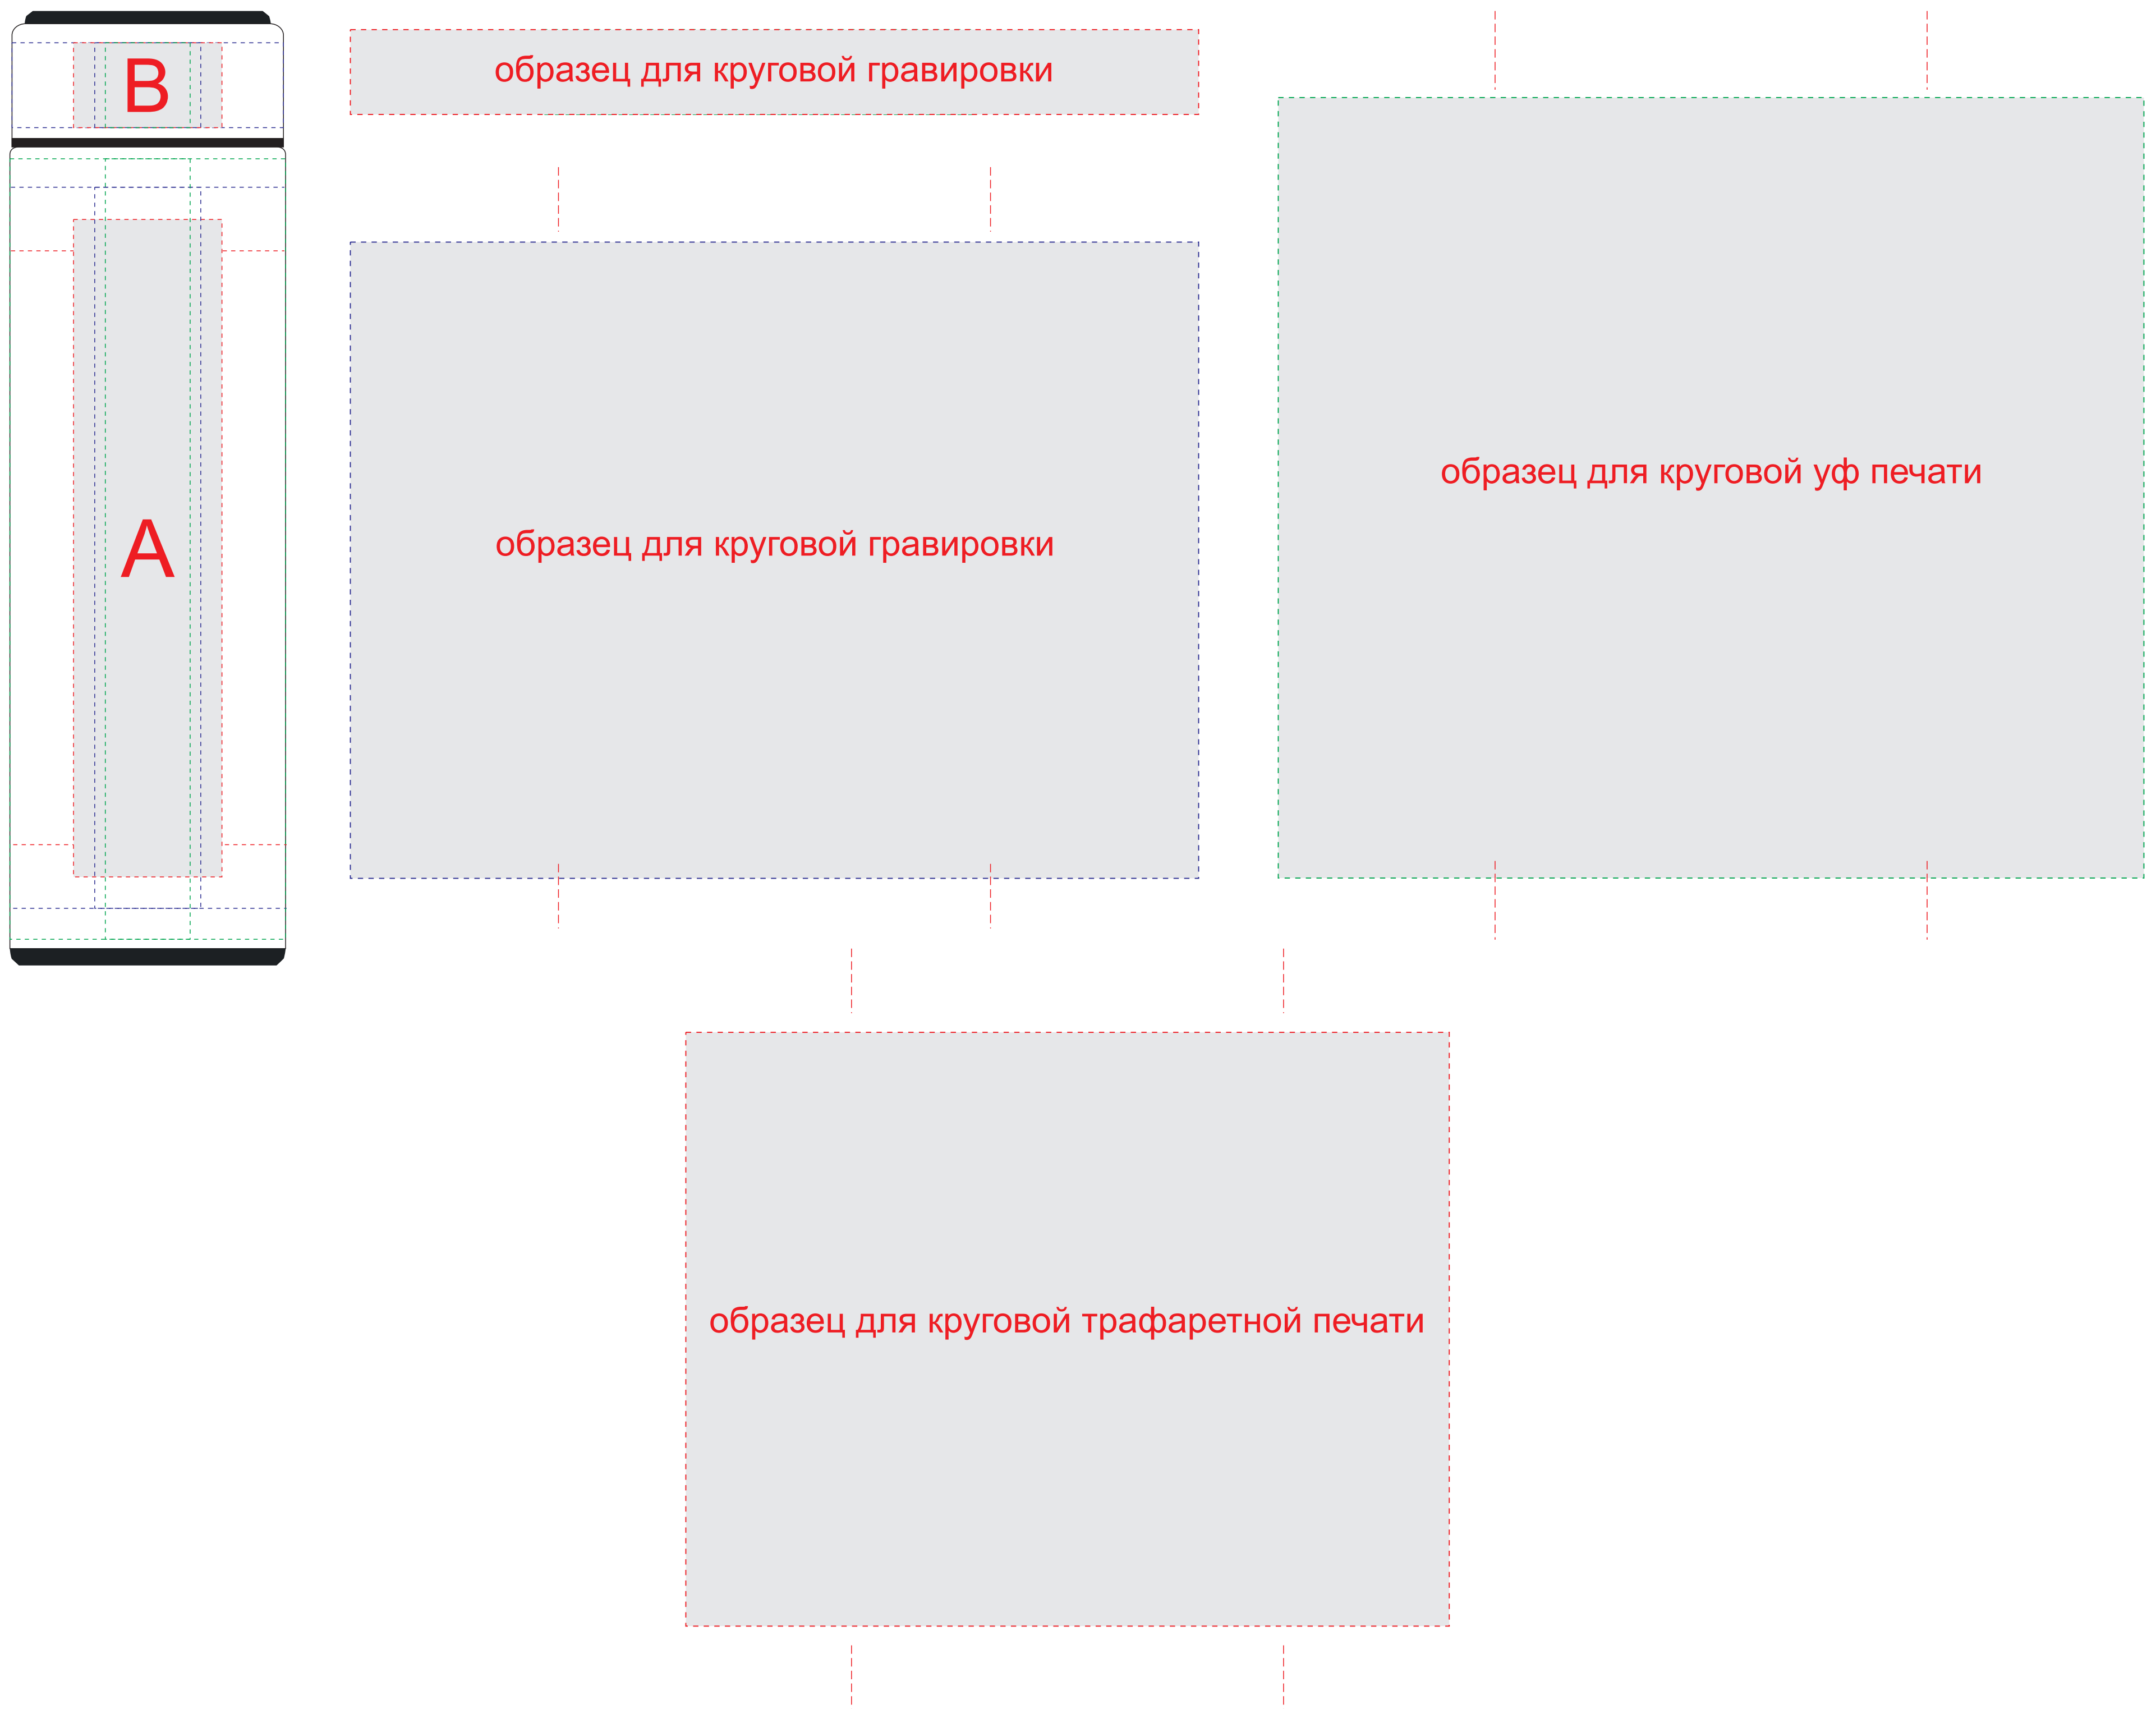 B
образец для круговой гравировки
образец для круговой уф печати
A
образец для круговой гравировки
образец для круговой трафаретной печати